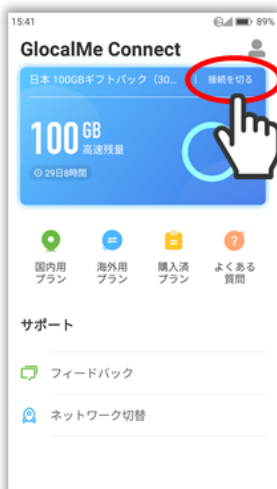 15:41
89%
GlocalMe Connect
日本 100GBギフトパック（30...
接続を切る
100 GB
高速残量
29日8時間
国内用
プラン
海外用
プラン
購入済
プラン
よくある
質問
サポート
フィードバック
ネットワーク切替